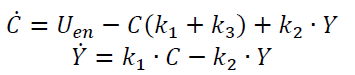 Ċ = U_en − C(k_1 + k_3) + k_2 · Y
Ẏ = k_1 · C − k_2 · Y